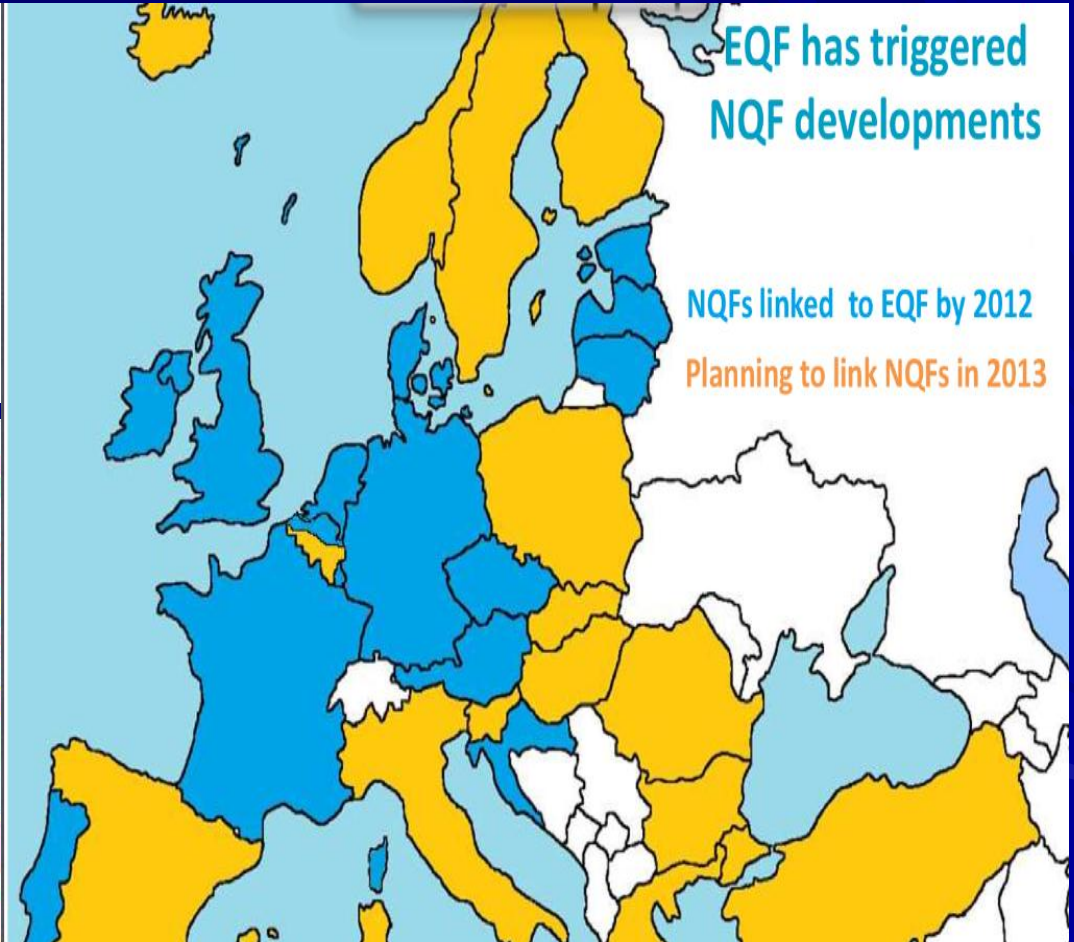 EQF has triggered
NQF developments
NQFs linked to EQF by 2012
Planning to link NQFs in 2013